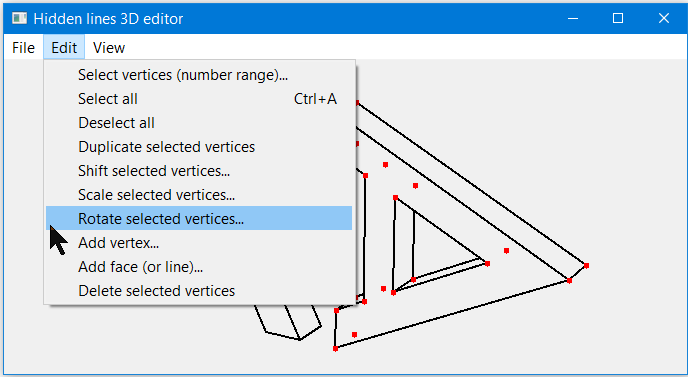 Hidden lines 3D editor
File Edit View
Select vertices (number range)...
Select all Ctrl+A
Deselect all
Duplicate selected vertices
Shift selected vertices...
Scale selected vertices...
Rotate selected vertices...
Add vertex...
Add face (or line)...
Delete selected vertices